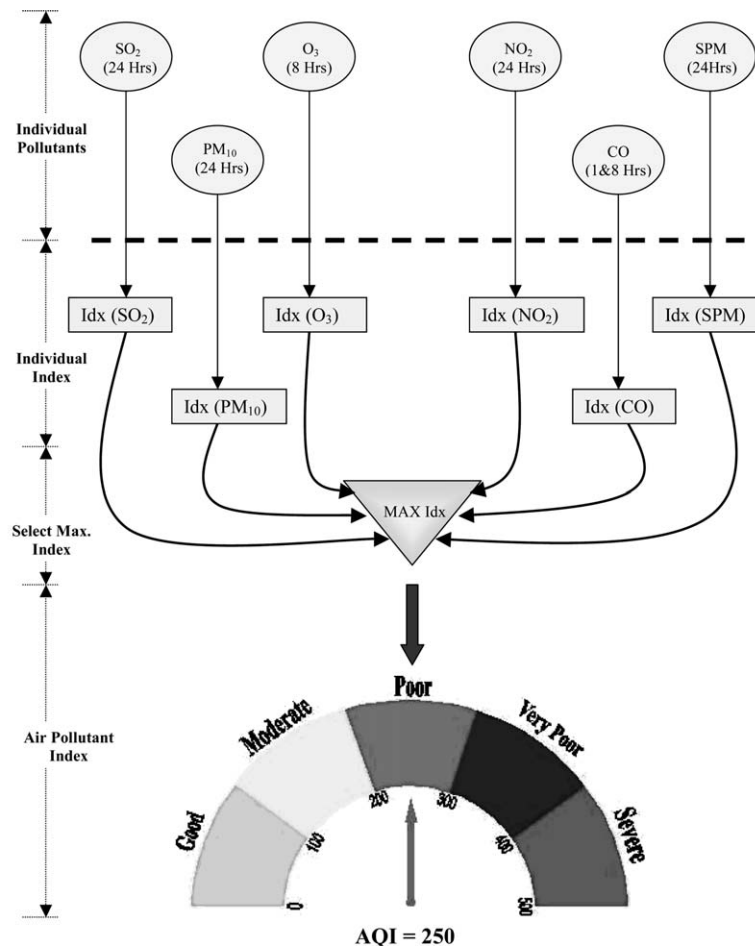 SO₂
(24 Hrs)
O₃
(8 Hrs)
NO₂
(24 Hrs)
SPM
(24Hrs)
Individual
Pollutants
PM₁₀
(24 Hrs)
CO
(1&8 Hrs)
Idx (SO₂)
Idx (O₃)
Idx (NO₂)
Idx (SPM)
Individual
Index
Idx (PM₁₀)
Idx (CO)
Select Max.
Index
MAX Idx
Air Pollutant
Index
Good
Moderate
Poor
Very Poor
Severe
0
100
200
300
400
500
AQI = 250